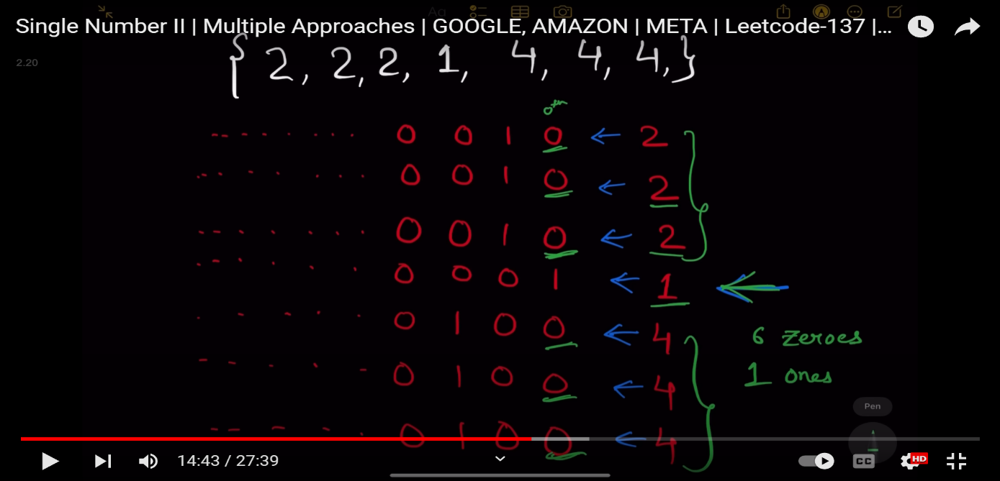 Single Number II | Multiple Approaches | GOOGLE, AMAZON | META | Leetcode-137 |...
2.20
{ 2, 2, 2, 1, 4, 4, 4, }
0th
0 0 1 0 ← 2
0 0 1 0 ← 2
0 0 1 0 ← 2
0 0 0 1 ← 1
0 1 0 0 ← 4
6 zeroes
0 1 0 0 ← 4
1 ones
Pen
0 1 0 0 ← 4
14:43 / 27:39
CC
HD